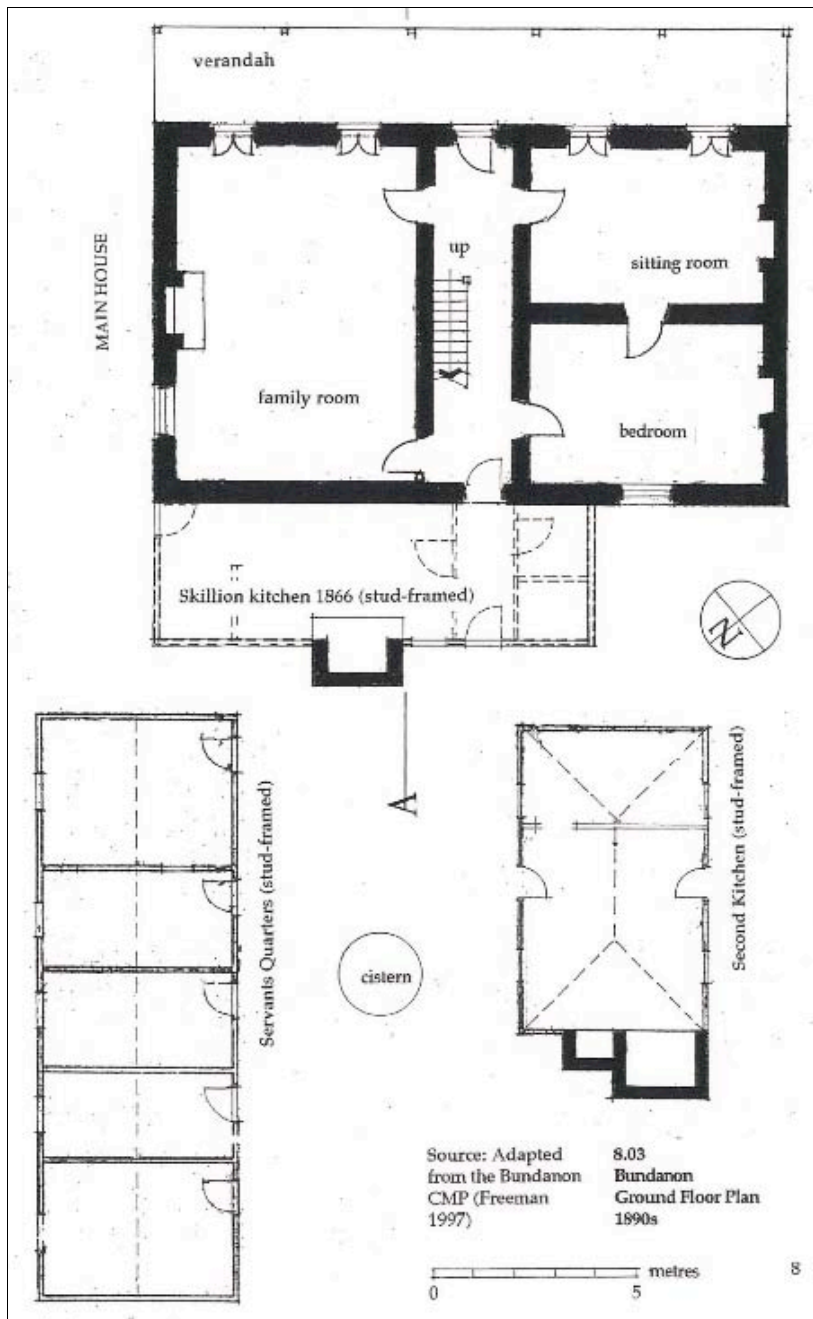 verandah
MAIN HOUSE
up
sitting room
family room
bedroom
Skillion kitchen 1866 (stud-framed)
N
A
Servants Quarters (stud-framed)
cistern
Second Kitchen (stud-framed)
Source: Adapted
from the Bundanon
CMP (Freeman
1997)
8.03
Bundanon
Ground Floor Plan
1890s
metres
0
5
8